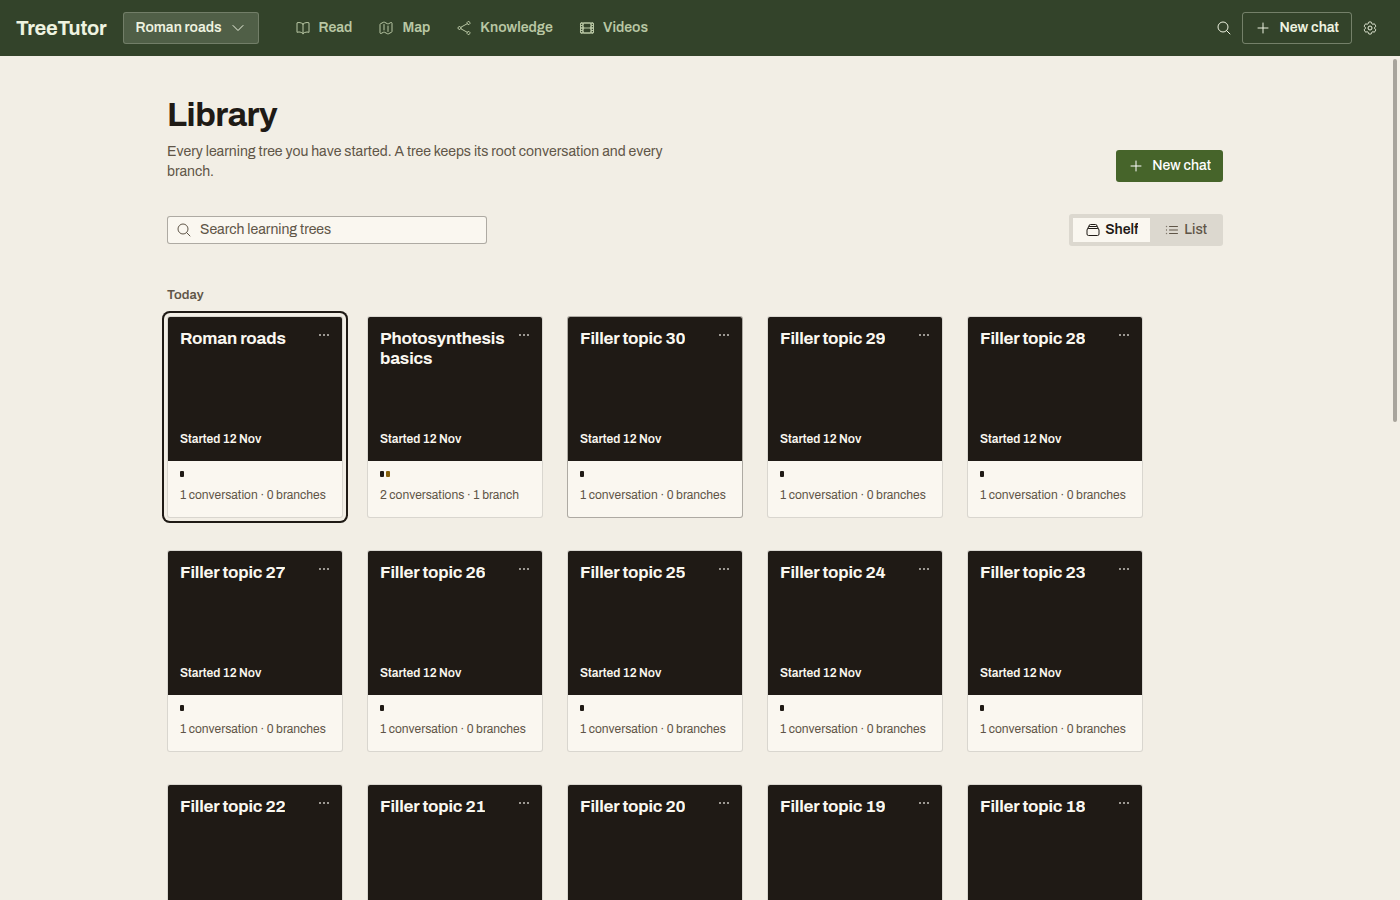 TreeTutor
Roman roads
Read
Map
Knowledge
Videos
New chat
Library
Every learning tree you have started. A tree keeps its root conversation and every
branch.
New chat
Search learning trees
Shelf
List
Today
Roman roads
Started 12 Nov
1 conversation · 0 branches
Photosynthesis
basics
Started 12 Nov
2 conversations · 1 branch
Filler topic 30
Started 12 Nov
1 conversation · 0 branches
Filler topic 29
Started 12 Nov
1 conversation · 0 branches
Filler topic 28
Started 12 Nov
1 conversation · 0 branches
Filler topic 27
Started 12 Nov
1 conversation · 0 branches
Filler topic 26
Started 12 Nov
1 conversation · 0 branches
Filler topic 25
Started 12 Nov
1 conversation · 0 branches
Filler topic 24
Started 12 Nov
1 conversation · 0 branches
Filler topic 23
Started 12 Nov
1 conversation · 0 branches
Filler topic 22
Filler topic 21
Filler topic 20
Filler topic 19
Filler topic 18